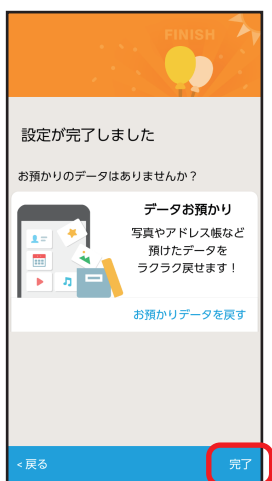 FINISH
設定が完了しました
お預かりのデータはありませんか？
データお預かり
写真やアドレス帳など
預けたデータを
ラクラク戻せます！
お預かりデータを戻す
<戻る
完了